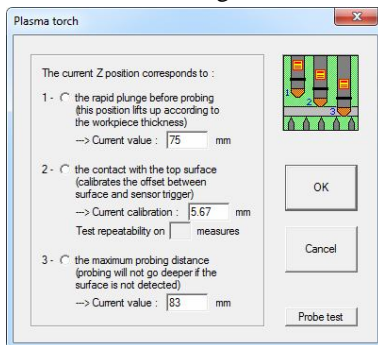 Plasma torch
The current Z position corresponds to :
1 - the rapid plunge before probing
(this position lifts up according to
the workpiece thickness)
---> Current value : 75 mm
2 - the contact with the top surface
(calibrates the offset between
surface and sensor trigger)
---> Current calibration : 5.67 mm
Test repeatability on measures
3 - the maximum probing distance
(probing will not go deeper if the
surface is not detected)
---> Current value : 83 mm
1 2 3
OK
Cancel
Probe test